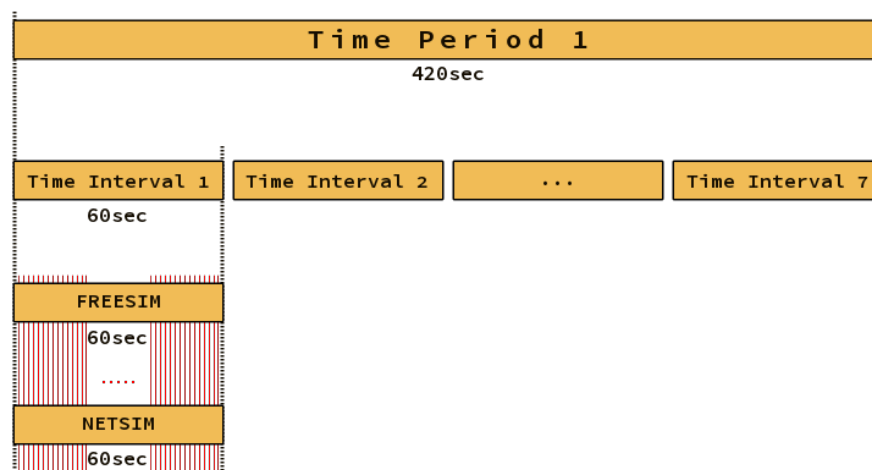 Time Period 1
420sec
Time Interval 1
Time Interval 2
...
Time Interval 7
60sec
FREESIM
60sec
.....
NETSIM
60sec